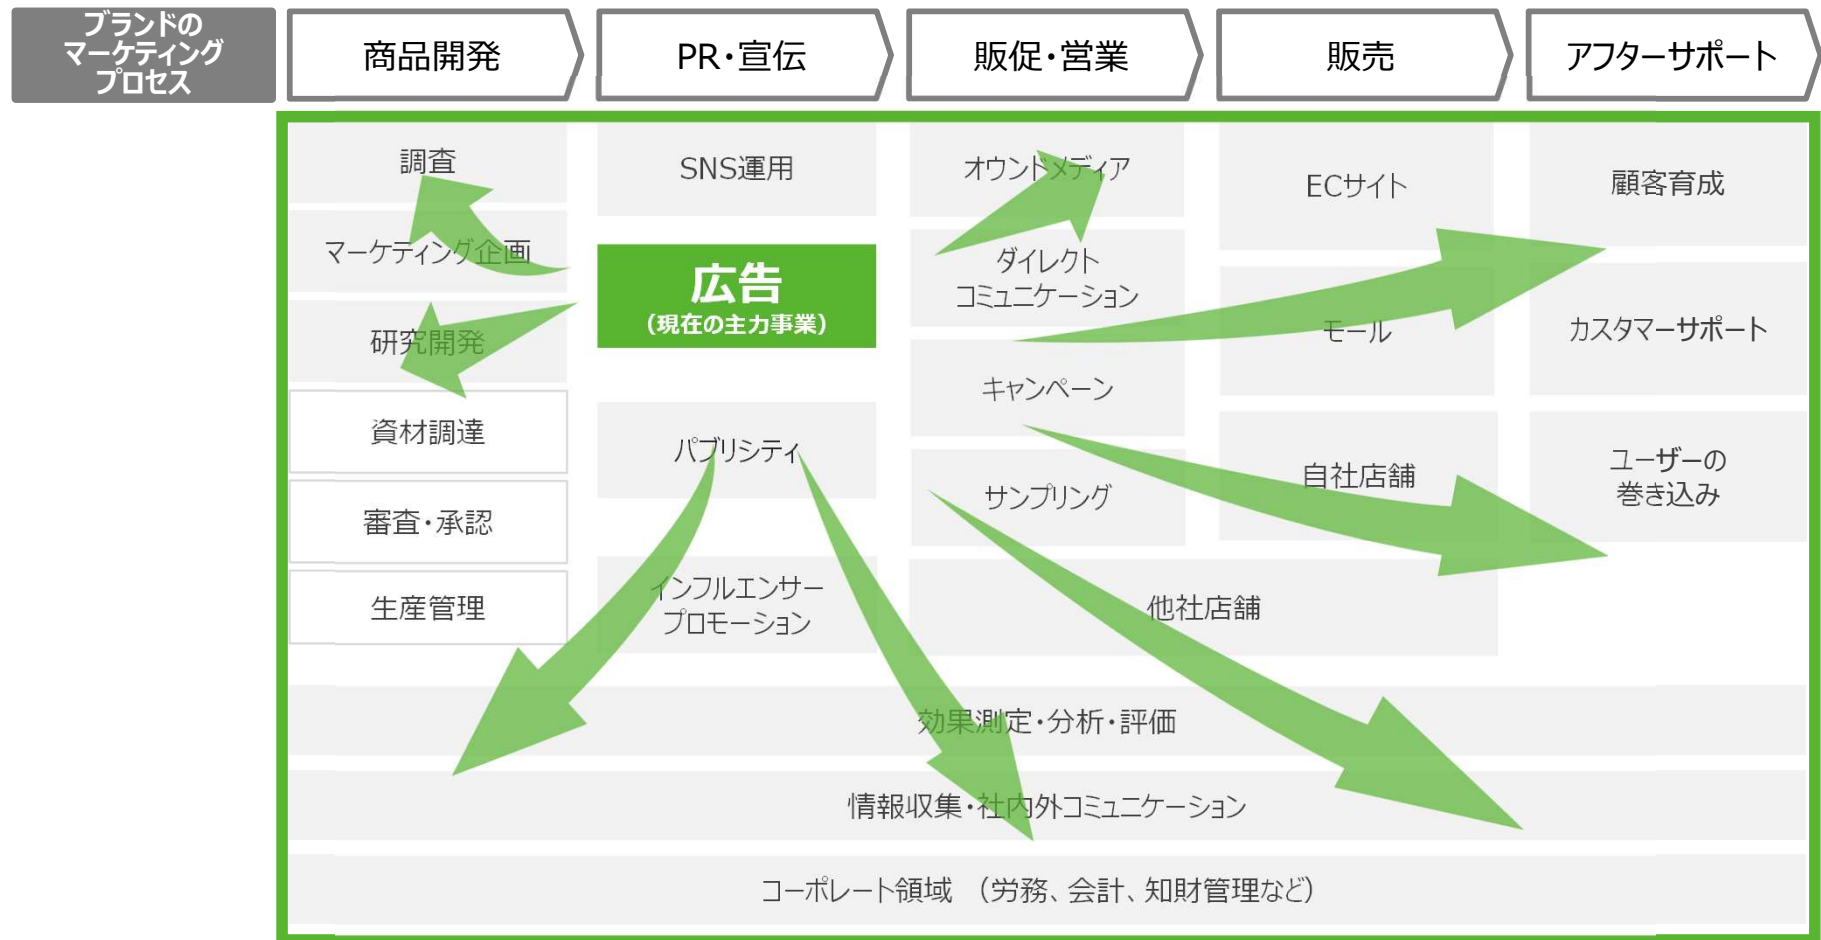 ブランドの
マーケティング
プロセス
商品開発
PR・宣伝
販促・営業
販売
アフターサポート
調査
マーケティング企画
研究開発
資材調達
審査・承認
生産管理
SNS運用
広告
（現在の主力事業）
パブリシティ
インフルエンサー
プロモーション
オウンドメディア
ダイレクト
コミュニケーション
キャンペーン
サンプリング
ECサイト
モール
自社店舗
他社店舗
顧客育成
カスタマーサポート
ユーザーの
巻き込み
効果測定・分析・評価
情報収集・社内外コミュニケーション
コーポレート領域　（労務、会計、知財管理など）